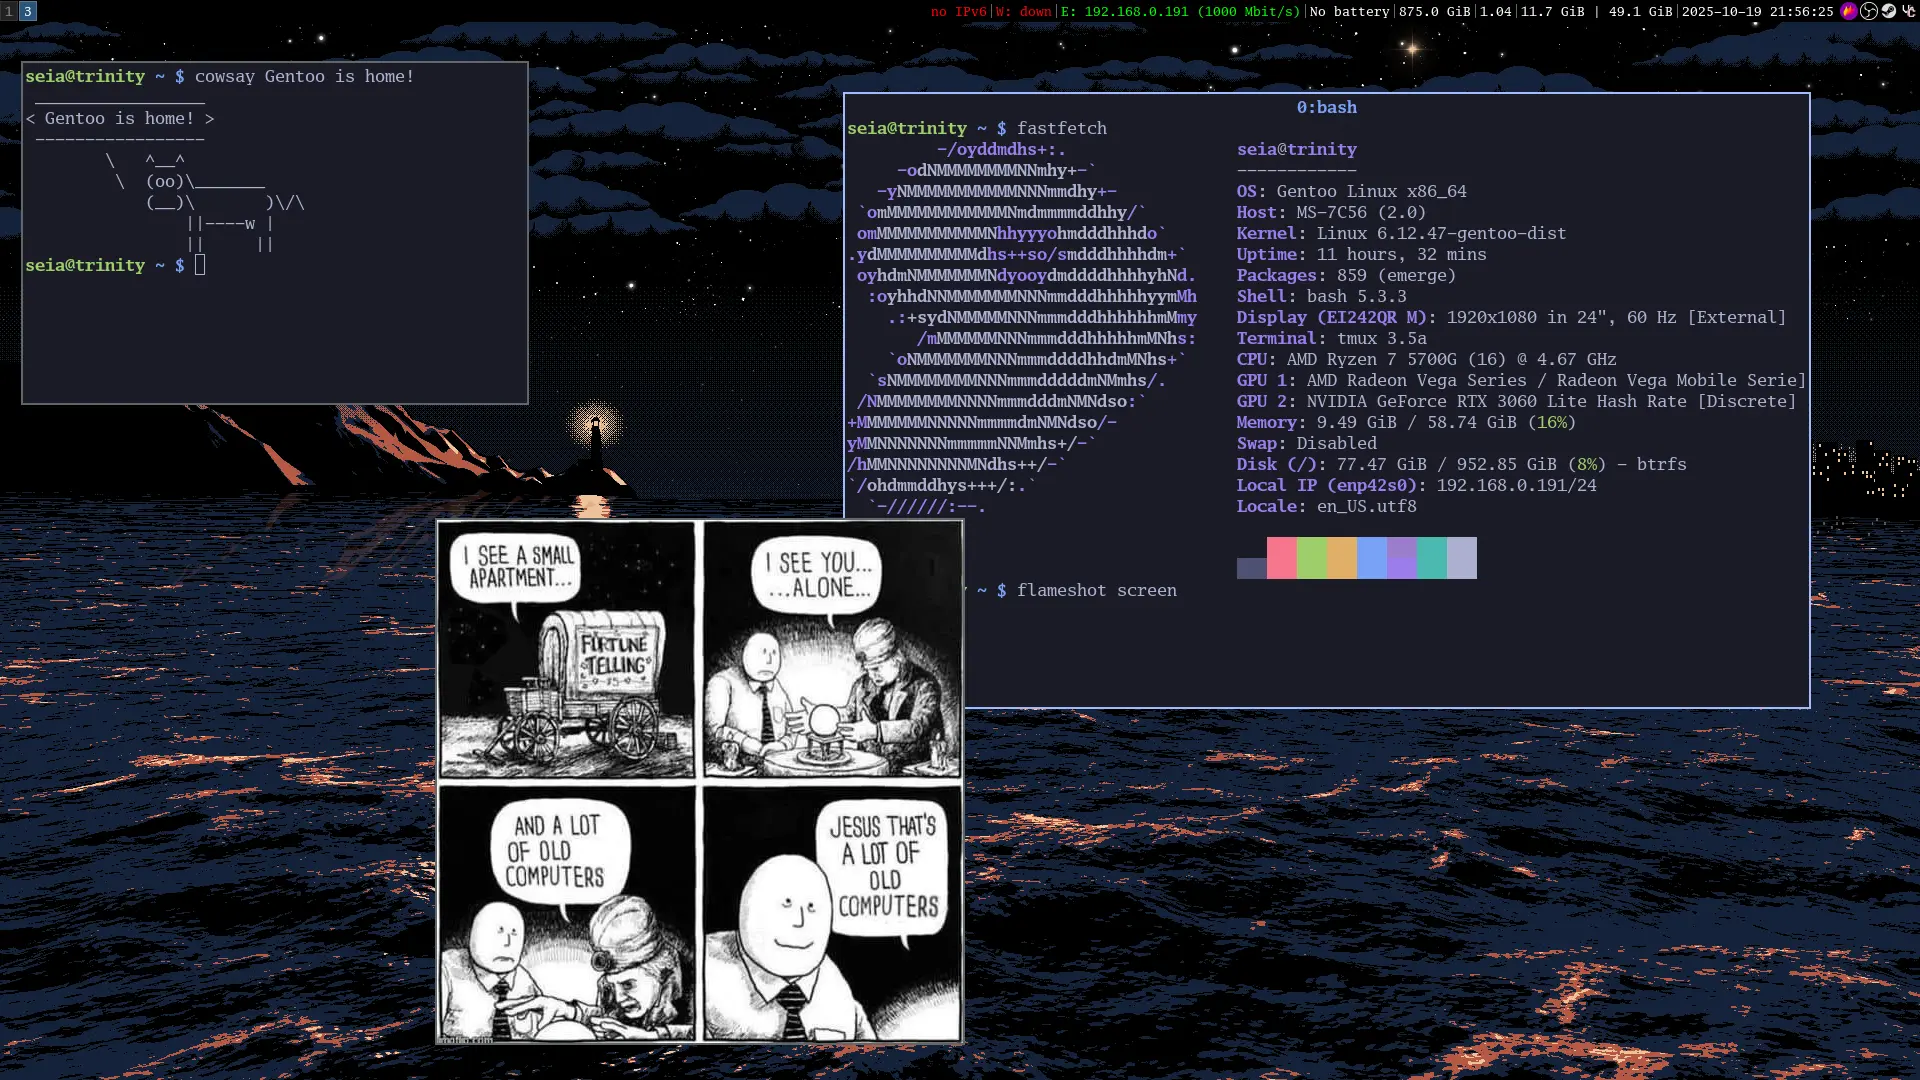 1 3
no IPv6|W: down|E: 192.168.0.191 (1000 Mbit/s)|No battery|875.0 GiB|1.04|11.7 GiB | 49.1 GiB|2025-10-19 21:56:25
seia@trinity ~ $ cowsay Gentoo is home!
 _________________
< Gentoo is home! >
 -----------------
        \   ^__^
         \  (oo)\_______
            (__)\       )\/\
                ||----w |
                ||     ||
seia@trinity ~ $
0:bash
seia@trinity ~ $ fastfetch
         -/oyddmdhs+:.
     -odNMMMMMMMMNNmhy+-`
   -yNMMMMMMMMMMMNNNmmdhy+-
 `omMMMMMMMMMMMMNmdmmmmddhhy/`
 omMMMMMMMMMMMNhhyyyohmdddhhhdo`
.ydMMMMMMMMMMdhs++so/smdddhhhhdm+`
 oyhdmNMMMMMMMNdyooydmddddhhhhyhNd.
  :oyhhdNNMMMMMMMNNNmmdddhhhhhyymMh
    .:+sydNMMMMMNNNmmmdddhhhhhhmMmy
       /mMMMMMMNNNmmmdddhhhhhmMNhs:
    `oNMMMMMMMNNNmmmddddhhdmMNhs+`
  `sNMMMMMMMMNNNmmmdddddmNMmhs/.
 /NMMMMMMMMNNNNmmmdddmNMNdso:`
+MMMMMMMNNNNNmmmmdmNMNdso/-
yMMNNNNNNNmmmmmNNMmhs+/-`
/hMMNNNNNNNNMNdhs++/-`
`/ohdmmddhys+++/:.`
  `-//////:--.
seia@trinity
------------
OS: Gentoo Linux x86_64
Host: MS-7C56 (2.0)
Kernel: Linux 6.12.47-gentoo-dist
Uptime: 11 hours, 32 mins
Packages: 859 (emerge)
Shell: bash 5.3.3
Display (EI242QR M): 1920x1080 in 24", 60 Hz [External]
Terminal: tmux 3.5a
CPU: AMD Ryzen 7 5700G (16) @ 4.67 GHz
GPU 1: AMD Radeon Vega Series / Radeon Vega Mobile Serie]
GPU 2: NVIDIA GeForce RTX 3060 Lite Hash Rate [Discrete]
Memory: 9.49 GiB / 58.74 GiB (16%)
Swap: Disabled
Disk (/): 77.47 GiB / 952.85 GiB (8%) - btrfs
Local IP (enp42s0): 192.168.0.191/24
Locale: en_US.utf8
~ $ flameshot screen
I SEE A SMALL
APARTMENT...
FORTUNE
TELLING
I SEE YOU...
...ALONE...
AND A LOT
OF OLD
COMPUTERS
JESUS THAT'S
A LOT OF
OLD
COMPUTERS
imgflip.com